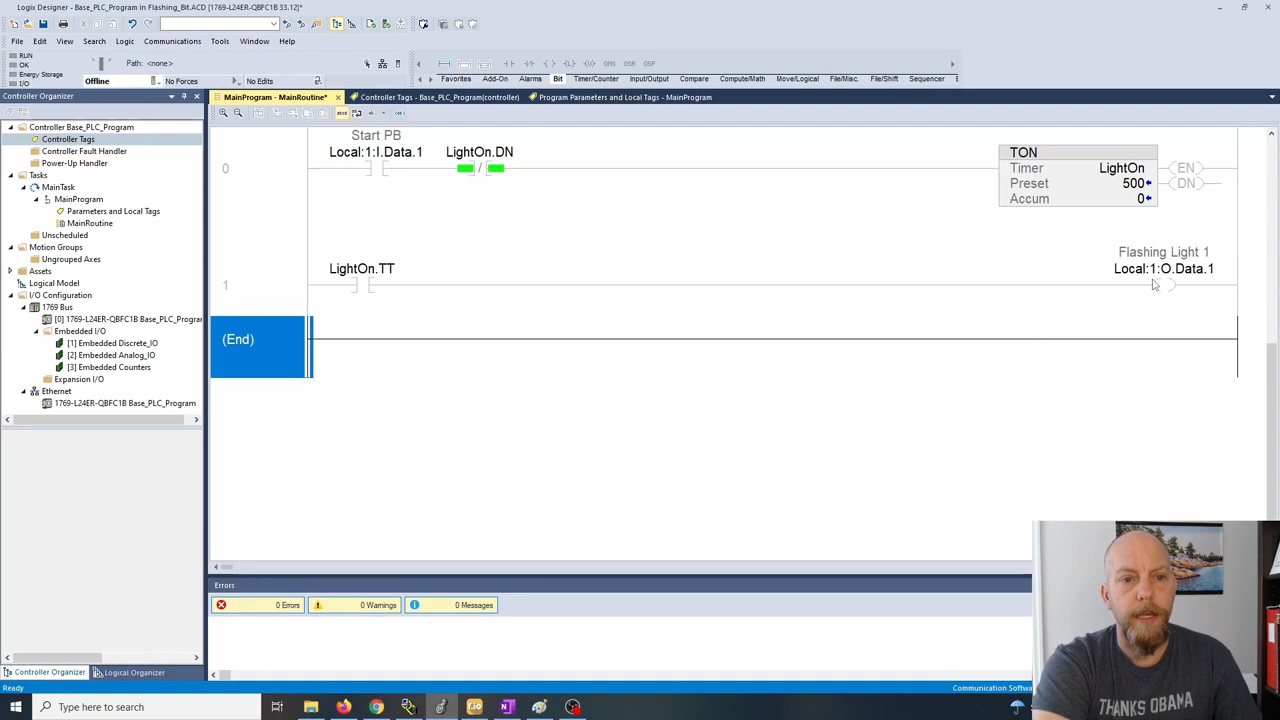 Logix Designer - Base_PLC_Program in Flashing_Bit.ACD [1769-L24ER-QBFC1B 33.12]*
File Edit View Search Logic Communications Tools Window Help
RUN
OK
Energy Storage
I/O
Path: <none>
Offline
No Forces
No Edits
Favorites Add-On Alarms Bit Timer/Counter Input/Output Compare Compute/Math Move/Logical File/Misc. File/Shift Sequencer
Controller Organizer
MainProgram - MainRoutine*
Controller Tags - Base_PLC_Program(controller)
Program Parameters and Local Tags - MainProgram
Controller Base_PLC_Program
Controller Tags
Controller Fault Handler
Power-Up Handler
Tasks
MainTask
MainProgram
Parameters and Local Tags
MainRoutine
Unscheduled
Motion Groups
Ungrouped Axes
Assets
Logical Model
I/O Configuration
1769 Bus
[0] 1769-L24ER-QBFC1B Base_PLC_Progra
Embedded I/O
[1] Embedded Discrete_IO
[2] Embedded Analog_IO
[3] Embedded Counters
Expansion I/O
Ethernet
1769-L24ER-QBFC1B Base_PLC_Program
Controller Organizer
Logical Organizer
Start PB
Local:1:I.Data.1
LightOn.DN
0
TON
Timer LightOn
Preset 500
Accum 0
EN
DN
Flashing Light 1
LightOn.TT
Local:1:O.Data.1
1
(End)
Errors
0 Errors
0 Warnings
0 Messages
Ready
Communication Softwa
Type here to search
THANKS OBAMA